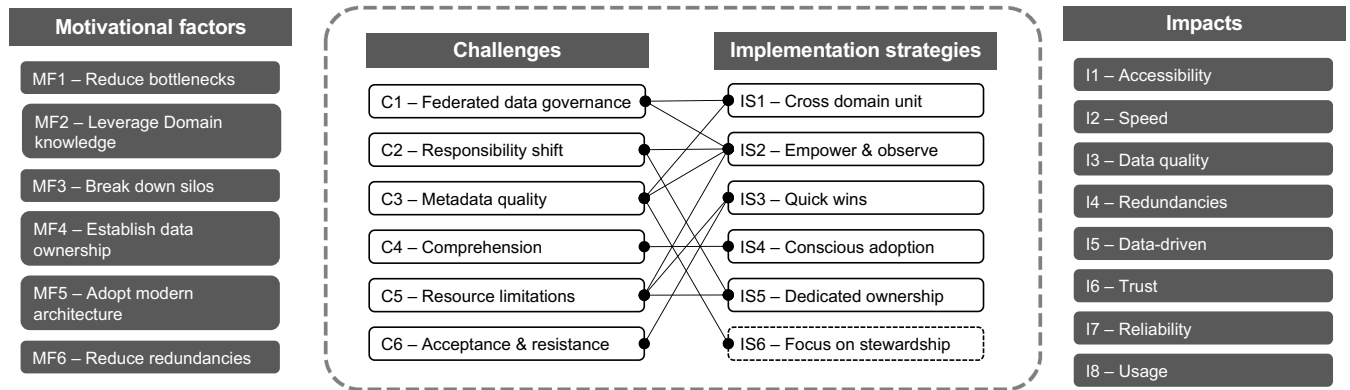 Motivational factors
MF1 – Reduce bottlenecks
MF2 – Leverage Domain
knowledge
MF3 – Break down silos
MF4 – Establish data
ownership
MF5 – Adopt modern
architecture
MF6 – Reduce redundancies
Challenges
C1 – Federated data governance
C2 – Responsibility shift
C3 – Metadata quality
C4 – Comprehension
C5 – Resource limitations
C6 – Acceptance & resistance
Implementation strategies
IS1 – Cross domain unit
IS2 – Empower & observe
IS3 – Quick wins
IS4 – Conscious adoption
IS5 – Dedicated ownership
IS6 – Focus on stewardship
Impacts
I1 – Accessibility
I2 – Speed
I3 – Data quality
I4 – Redundancies
I5 – Data-driven
I6 – Trust
I7 – Reliability
I8 – Usage